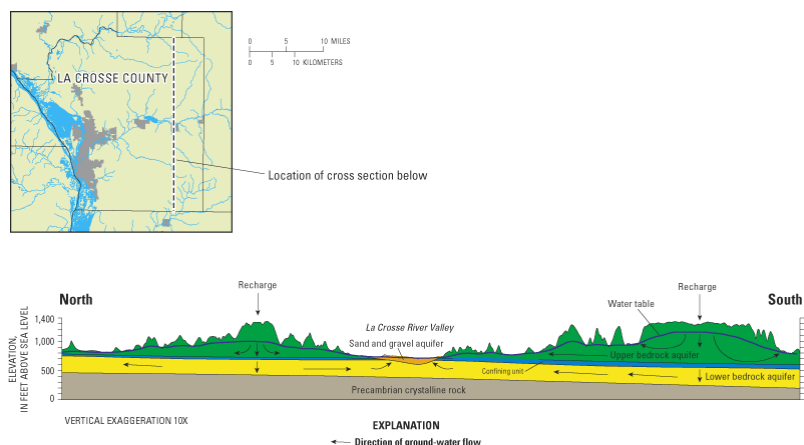 0 5 10 MILES
0 5 10 KILOMETERS
LA CROSSE COUNTY
Location of cross section below
Recharge
Recharge
North
South
Water table
La Crosse River Valley
Sand and gravel aquifer
ELEVATION,
IN FEET ABOVE SEA LEVEL
1,400
1,000
500
0
Upper bedrock aquifer
Confining unit
Lower bedrock aquifer
Precambrian crystalline rock
VERTICAL EXAGGERATION 10X
EXPLANATION
Direction of ground-water flow